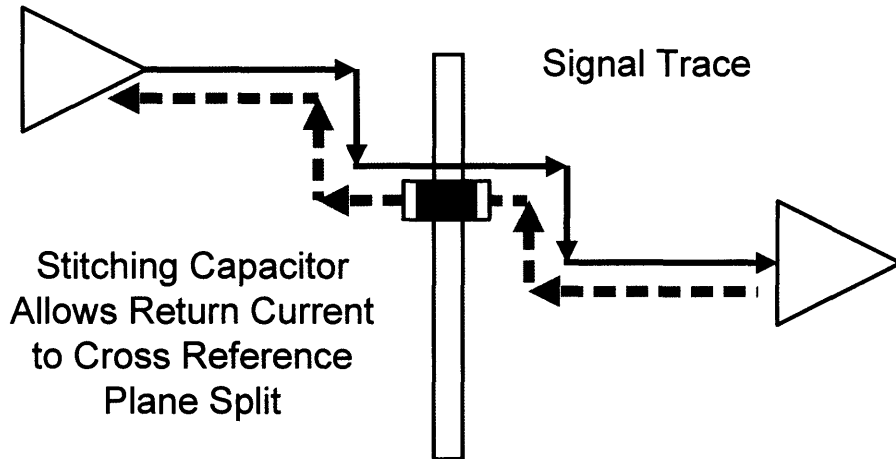 Signal Trace
Stitching Capacitor
Allows Return Current
to Cross Reference
Plane Split